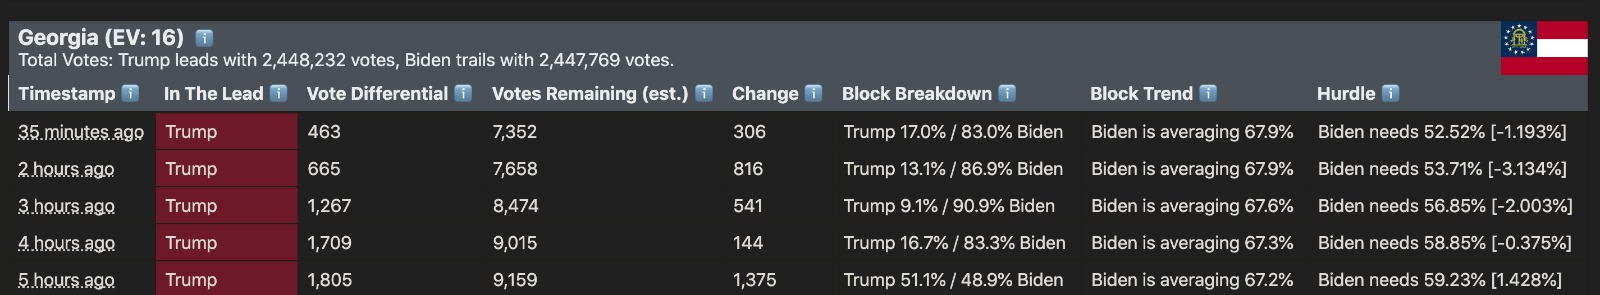 Georgia (EV: 16)
Total Votes: Trump leads with 2,448,232 votes, Biden trails with 2,447,769 votes.
Timestamp In The Lead Vote Differential Votes Remaining (est.) Change Block Breakdown Block Trend Hurdle
35 minutes ago Trump 463 7,352 306 Trump 17.0% / 83.0% Biden Biden is averaging 67.9% Biden needs 52.52% [-1.193%]
2 hours ago Trump 665 7,658 816 Trump 13.1% / 86.9% Biden Biden is averaging 67.9% Biden needs 53.71% [-3.134%]
3 hours ago Trump 1,267 8,474 541 Trump 9.1% / 90.9% Biden Biden is averaging 67.6% Biden needs 56.85% [-2.003%]
4 hours ago Trump 1,709 9,015 144 Trump 16.7% / 83.3% Biden Biden is averaging 67.3% Biden needs 58.85% [-0.375%]
5 hours ago Trump 1,805 9,159 1,375 Trump 51.1% / 48.9% Biden Biden is averaging 67.2% Biden needs 59.23% [1.428%]